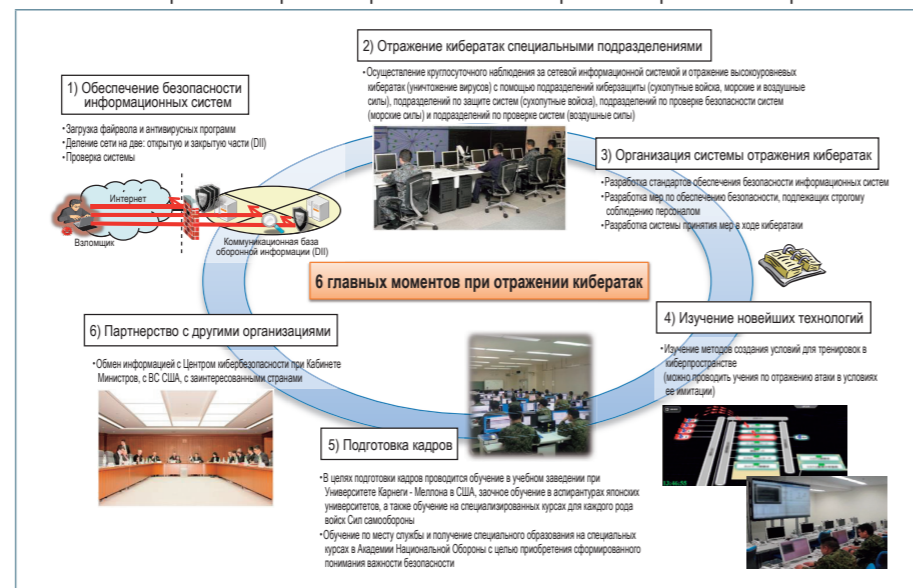 2) Отражение кибератак специальными подразделениями
•Осуществление круглосуточного наблюдения за сетевой информационной системой и отражение высокоуровневых
кибератак (уничтожение вирусов) с помощью подразделений киберзащиты (сухопутные войска, морские и воздушные
силы), подразделений по защите систем (сухопутные войска), подразделений по проверке безопасности систем
(морские силы) и подразделений по проверке систем (воздушные силы)
1) Обеспечение безопасности
информационных систем
•Загрузка файрвола и антивирусных программ
•Деление сети на две: открытую и закрытую части (DII)
•Проверка системы
Интернет
Взломщик
Коммуникационная база
оборонной информации (DII)
3) Организация системы отражения кибератак
•Разработка стандартов обеспечения безопасности информационных систем
•Разработка мер по обеспечению безопасности, подлежащих строгому
соблюдению персоналом
•Разработка системы принятия мер в ходе кибератаки
6 главных моментов при отражении кибератак
6) Партнерство с другими организациями
•Обмен информацией с Центром кибербезопасности при Кабинете
Министров, с ВС США, с заинтересованными странами
4) Изучение новейших технологий
•Изучение методов создания условий для тренировок в
киберпространстве
(можно проводить учения по отражению атаки в условиях
ее имитации)
12:46:55
5) Подготовка кадров
•В целях подготовки кадров проводится обучение в учебном заведении при
Университете Карнеги - Меллона в США, заочное обучение в аспирантурах японских
университетов, а также обучение на специализированных курсах для каждого рода
войск Сил самообороны
•Обучение по месту службы и получение специального образования на специальных
курсах в Академии Национальной Обороны с целью приобретения сформированного
понимания важности безопасности